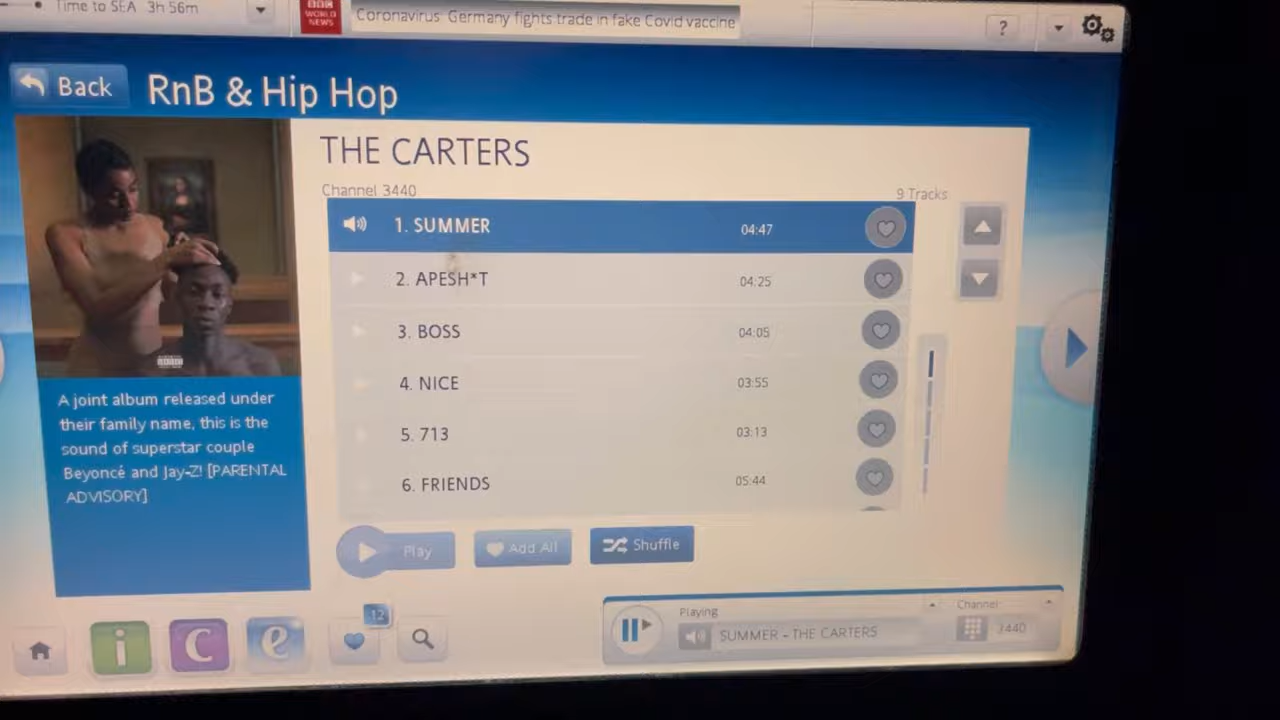 Time to SEA 3h 56m
BBC
WORLD
NEWS
Coronavirus: Germany fights trade in fake Covid vaccine
?
Back
RnB & Hip Hop
THE CARTERS
Channel 3440
9 Tracks
1. SUMMER 04:47
2. APESH*T 04:25
3. BOSS 04:05
4. NICE 03:55
5. 713 03:13
6. FRIENDS 05:44
A joint album released under
their family name, this is the
sound of superstar couple
Beyoncé and Jay-Z! [PARENTAL
ADVISORY]
Play
Add All
Shuffle
12
i
C
e
Playing
SUMMER - THE CARTERS
Channel
3440